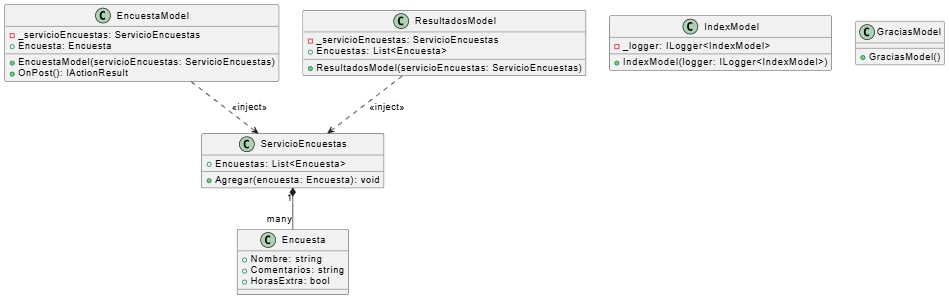 C EncuestaModel
_servicioEncuestas: ServicioEncuestas
Encuesta: Encuesta
EncuestaModel(servicioEncuestas: ServicioEncuestas)
OnPost(): IActionResult
C ResultadosModel
_servicioEncuestas: ServicioEncuestas
Encuestas: List<Encuesta>
ResultadosModel(servicioEncuestas: ServicioEncuestas)
C IndexModel
_logger: ILogger<IndexModel>
IndexModel(logger: ILogger<IndexModel>)
C GraciasModel
GraciasModel()
«inject»
«inject»
C ServicioEncuestas
Encuestas: List<Encuesta>
Agregar(encuesta: Encuesta): void
1
many
C Encuesta
Nombre: string
Comentarios: string
HorasExtra: bool